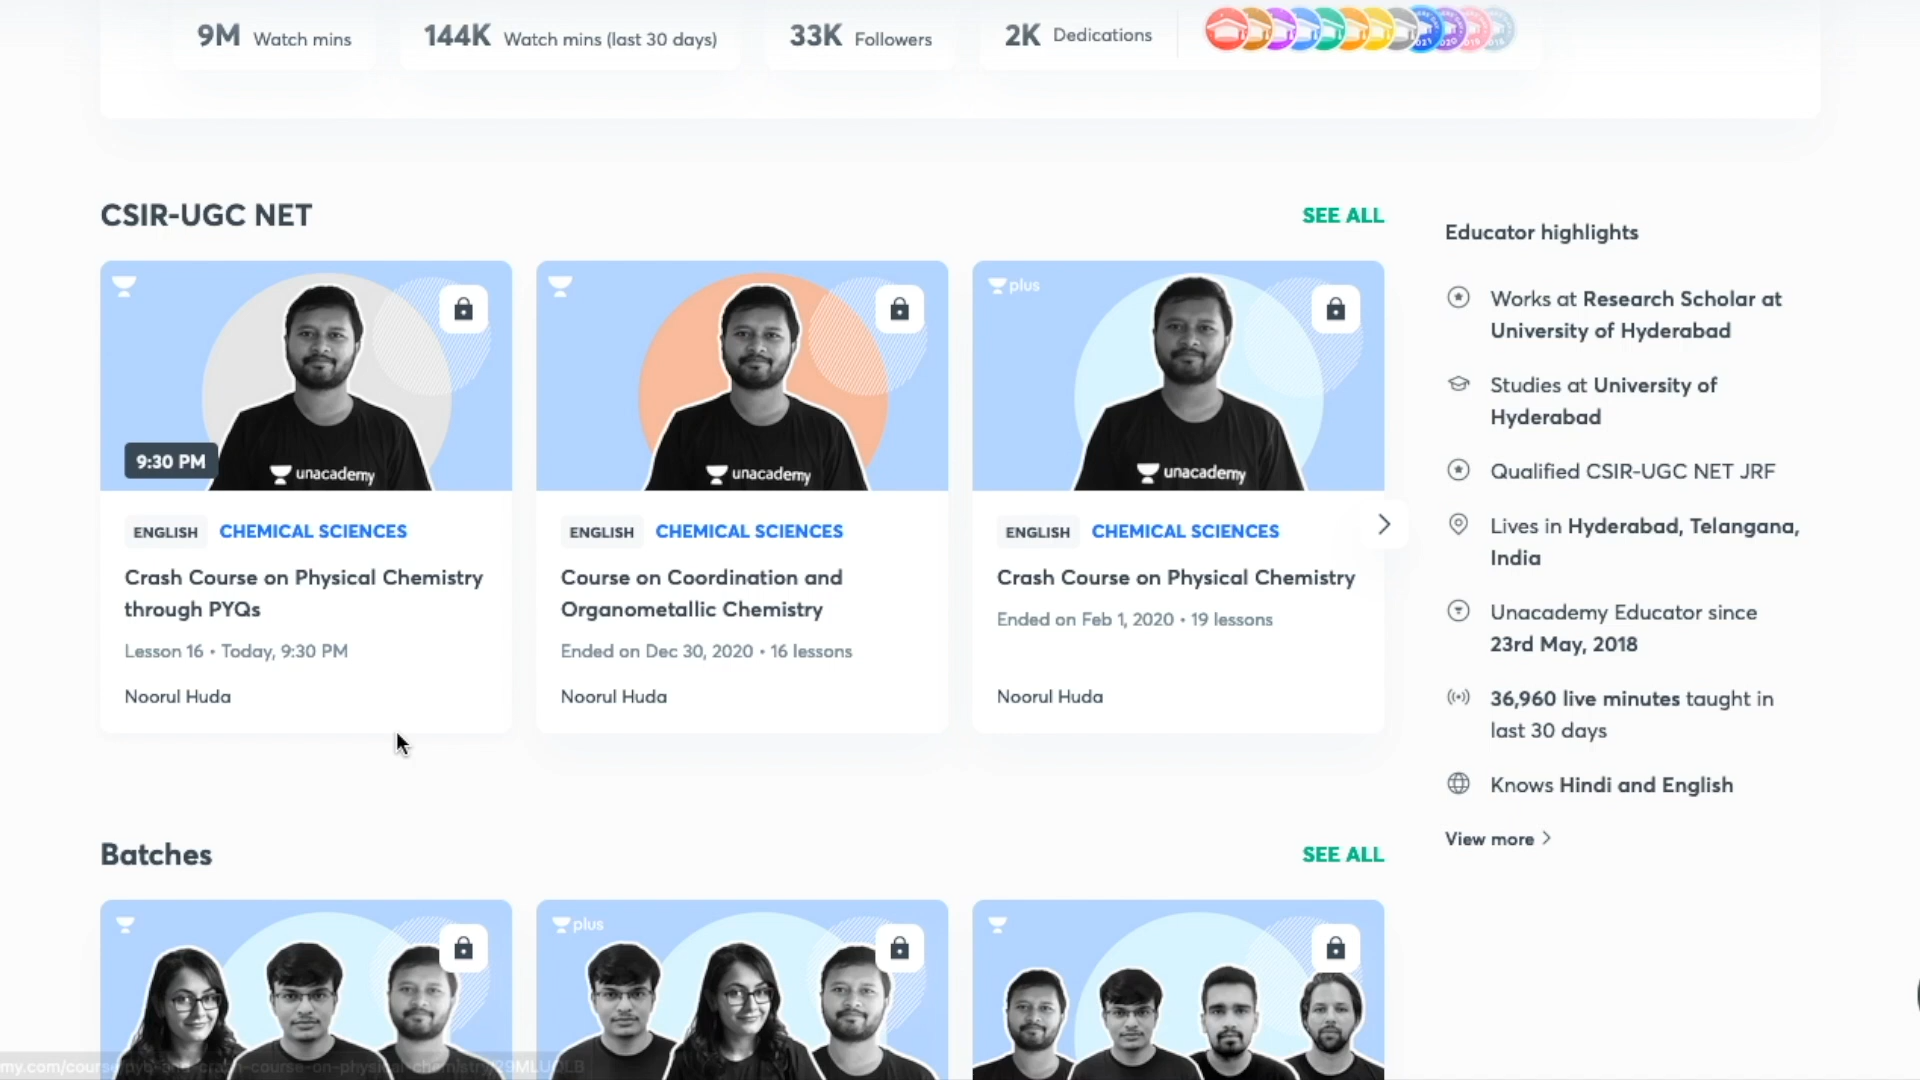 9M Watch mins
144K Watch mins (last 30 days)
33K Followers
2K Dedications
CSIR-UGC NET
SEE ALL
plus
9:30 PM
unacademy
unacademy
unacademy
ENGLISH CHEMICAL SCIENCES
Crash Course on Physical Chemistry
through PYQs
Lesson 16 • Today, 9:30 PM
Noorul Huda
ENGLISH CHEMICAL SCIENCES
Course on Coordination and
Organometallic Chemistry
Ended on Dec 30, 2020 • 16 lessons
Noorul Huda
ENGLISH CHEMICAL SCIENCES
Crash Course on Physical Chemistry
Ended on Feb 1, 2020 • 19 lessons
Noorul Huda
Educator highlights
Works at Research Scholar at
University of Hyderabad
Studies at University of
Hyderabad
Qualified CSIR-UGC NET JRF
Lives in Hyderabad, Telangana,
India
Unacademy Educator since
23rd May, 2018
36,960 live minutes taught in
last 30 days
Knows Hindi and English
View more
Batches
SEE ALL
plus